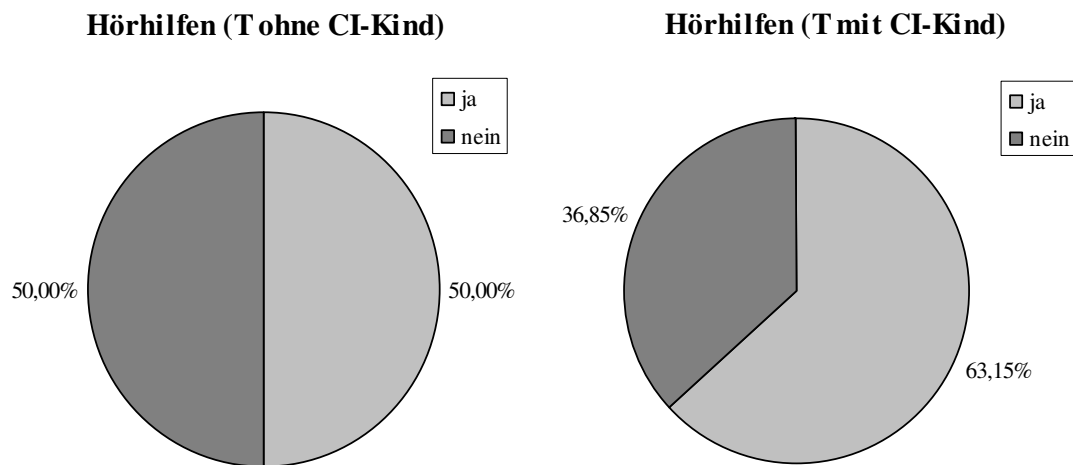 Hörhilfen (T ohne CI-Kind)
ja
nein
50,00%
50,00%
Hörhilfen (T mit CI-Kind)
ja
nein
36,85%
63,15%